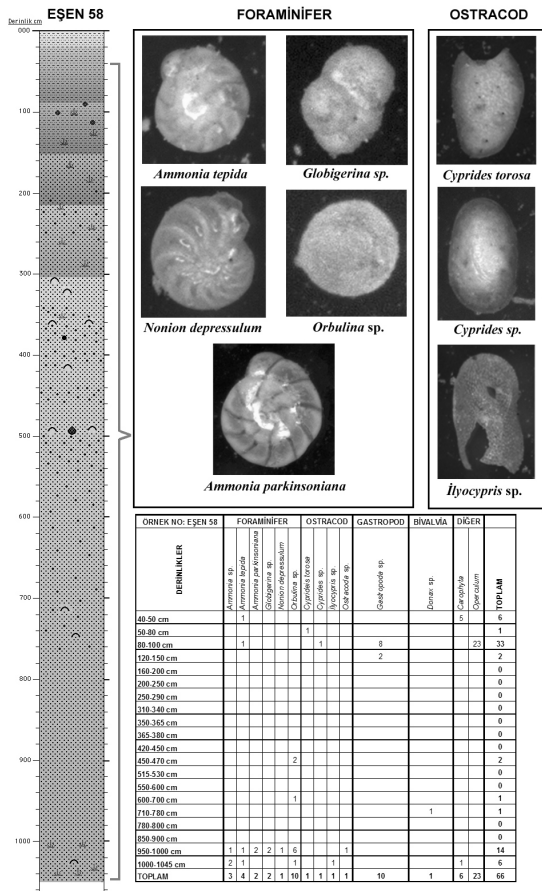 EŞEN 58
Derinlik cm
000
100
200
300
400
500
600
700
800
900
1000
FORAMİNİFER
Ammonia tepida
Globigerina sp.
Nonion depressulum
Orbulina sp.
Ammonia parkinsoniana
OSTRACOD
Cyprides torosa
Cyprides sp.
İlyocypris sp.
ÖRNEK NO: EŞEN 58 FORAMİNİFER OSTRACOD GASTROPOD BİVALVİA DİĞER
DERİNLİKLER Ammonia sp. Ammonia tepida Ammonia parkinsoniana Globigerina sp. Nonion depressulum Orbulina sp. Cyprides torosa Cyprides sp. İlyocypris sp. Ostracoda sp. Gastropoda sp. Donax sp. Carophyta Operculum TOPLAM
40-50 cm 1 5 6
50-80 cm 1 1
80-100 cm 1 1 8 23 33
120-150 cm 2 2
160-200 cm 0
200-250 cm 0
250-290 cm 0
310-340 cm 0
350-365 cm 0
365-380 cm 0
420-450 cm 0
450-470 cm 2 2
515-530 cm 0
550-600 cm 0
600-700 cm 1 1
710-780 cm 1 1
780-800 cm 0
850-900 cm 0
950-1000 cm 1 1 2 2 1 6 1 14
1000-1045 cm 2 1 1 1 1 6
TOPLAM 3 4 2 2 1 10 1 1 1 1 10 1 6 23 66